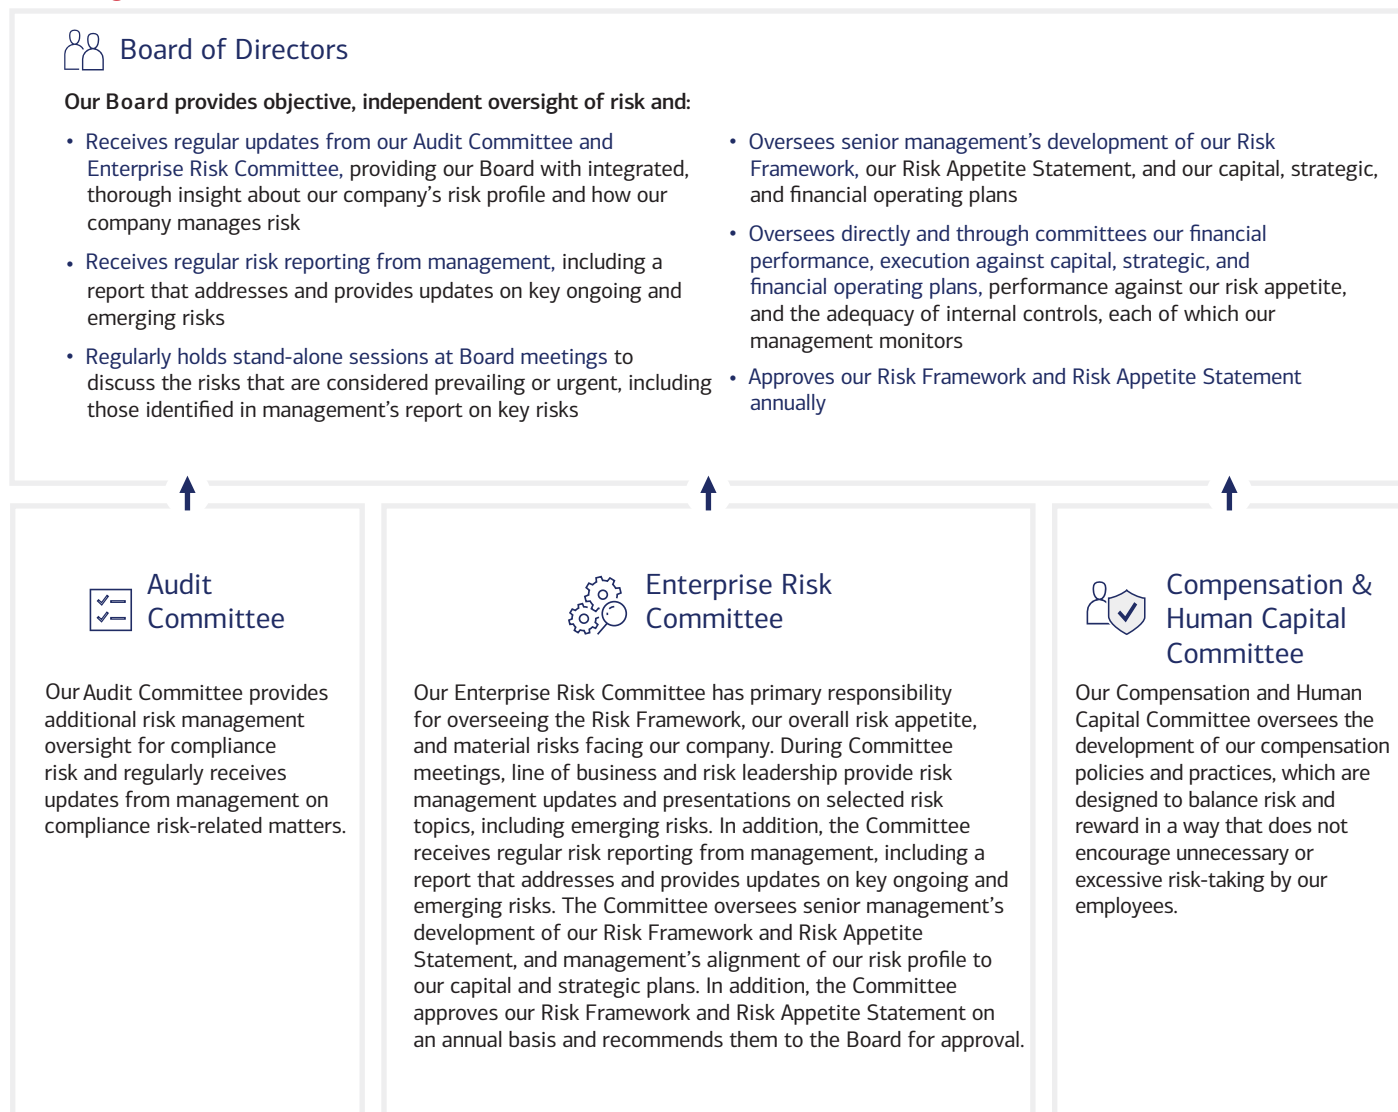 Board of Directors
Our Board provides objective, independent oversight of risk and:
• Receives regular updates from our Audit Committee and
Enterprise Risk Committee, providing our Board with integrated,
thorough insight about our company's risk profile and how our
company manages risk
• Receives regular risk reporting from management, including a
report that addresses and provides updates on key ongoing and
emerging risks
• Regularly holds stand-alone sessions at Board meetings to
discuss the risks that are considered prevailing or urgent, including
those identified in management's report on key risks
• Oversees senior management's development of our Risk
Framework, our Risk Appetite Statement, and our capital, strategic,
and financial operating plans
• Oversees directly and through committees our financial
performance, execution against capital, strategic, and
financial operating plans, performance against our risk appetite,
and the adequacy of internal controls, each of which our
management monitors
• Approves our Risk Framework and Risk Appetite Statement
annually
Audit
Committee
Our Audit Committee provides
additional risk management
oversight for compliance
risk and regularly receives
updates from management on
compliance risk-related matters.
Enterprise Risk
Committee
Our Enterprise Risk Committee has primary responsibility
for overseeing the Risk Framework, our overall risk appetite,
and material risks facing our company. During Committee
meetings, line of business and risk leadership provide risk
management updates and presentations on selected risk
topics, including emerging risks. In addition, the Committee
receives regular risk reporting from management, including a
report that addresses and provides updates on key ongoing and
emerging risks. The Committee oversees senior management's
development of our Risk Framework and Risk Appetite
Statement, and management's alignment of our risk profile to
our capital and strategic plans. In addition, the Committee
approves our Risk Framework and Risk Appetite Statement on
an annual basis and recommends them to the Board for approval.
Compensation &
Human Capital
Committee
Our Compensation and Human
Capital Committee oversees the
development of our compensation
policies and practices, which are
designed to balance risk and
reward in a way that does not
encourage unnecessary or
excessive risk-taking by our
employees.